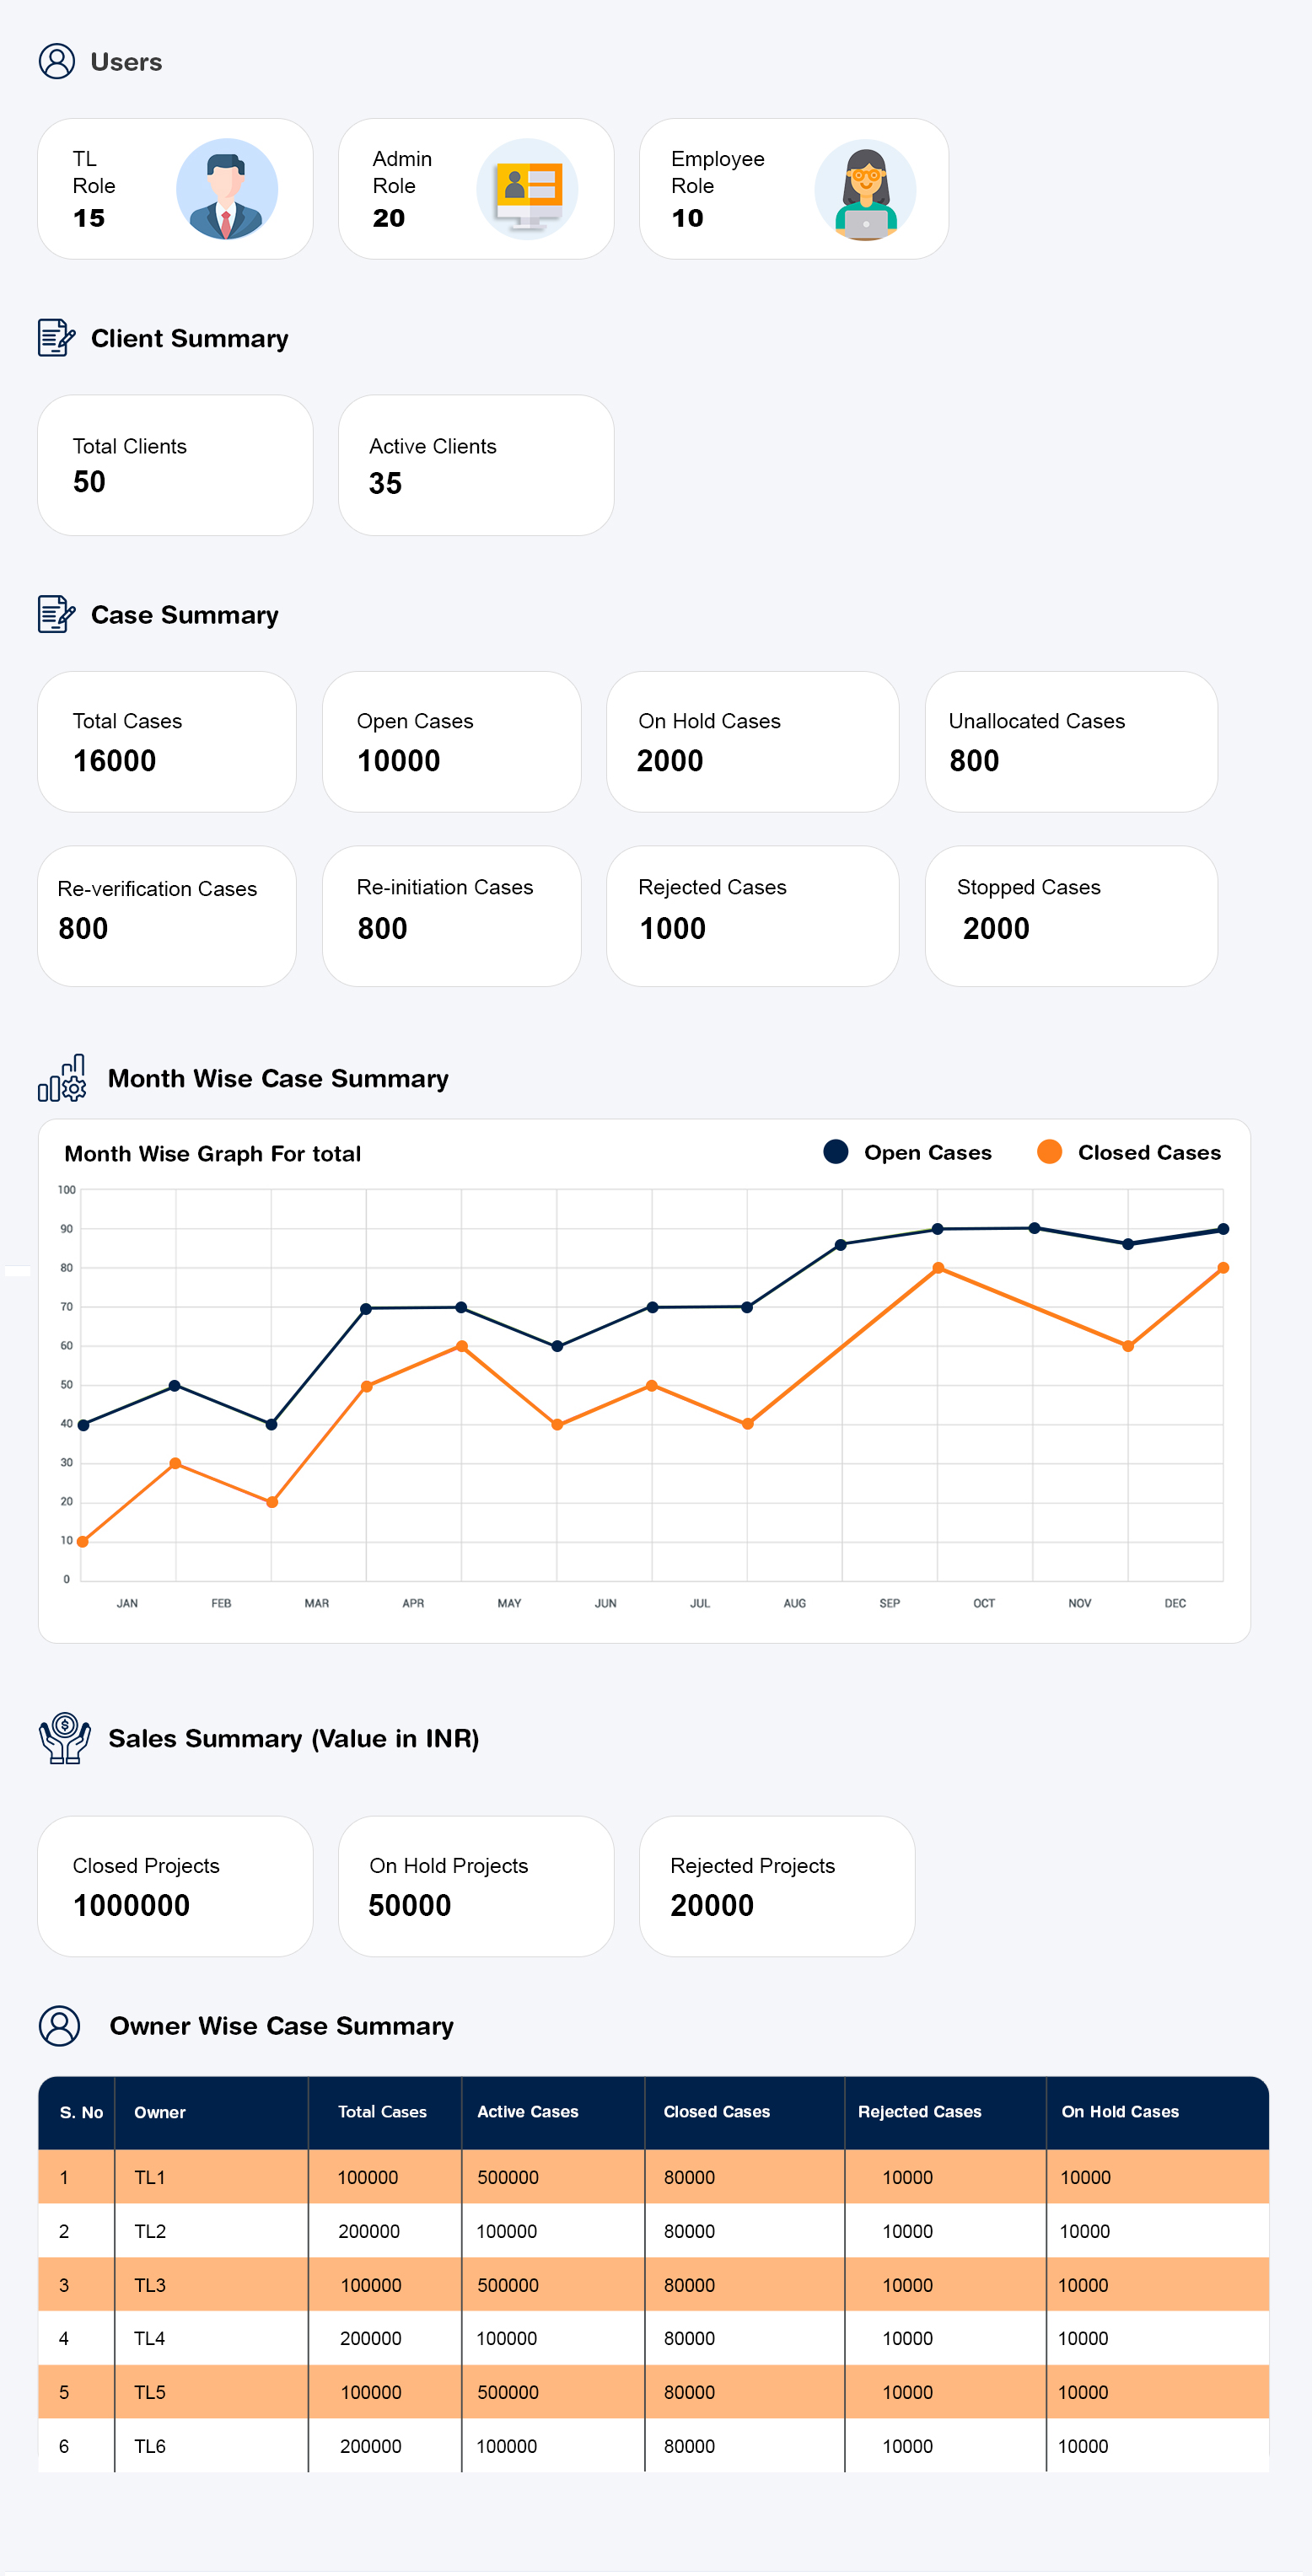 Users
TL
Role
15
Admin
Role
20
Employee
Role
10
Client Summary
Total Clients
50
Active Clients
35
Case Summary
Total Cases
16000
Open Cases
10000
On Hold Cases
2000
Unallocated Cases
800
Re-verification Cases
800
Re-initiation Cases
800
Rejected Cases
1000
Stopped Cases
2000
Month Wise Case Summary
Month Wise Graph For total
Open Cases
Closed Cases
100
90
80
70
60
50
40
30
20
10
0
JAN FEB MAR APR MAY JUN JUL AUG SEP OCT NOV DEC
Sales Summary (Value in INR)
Closed Projects
1000000
On Hold Projects
50000
Rejected Projects
20000
Owner Wise Case Summary
S. No Owner Total Cases Active Cases Closed Cases Rejected Cases On Hold Cases
1 TL1 100000 500000 80000 10000 10000
2 TL2 200000 100000 80000 10000 10000
3 TL3 100000 500000 80000 10000 10000
4 TL4 200000 100000 80000 10000 10000
5 TL5 100000 500000 80000 10000 10000
6 TL6 200000 100000 80000 10000 10000